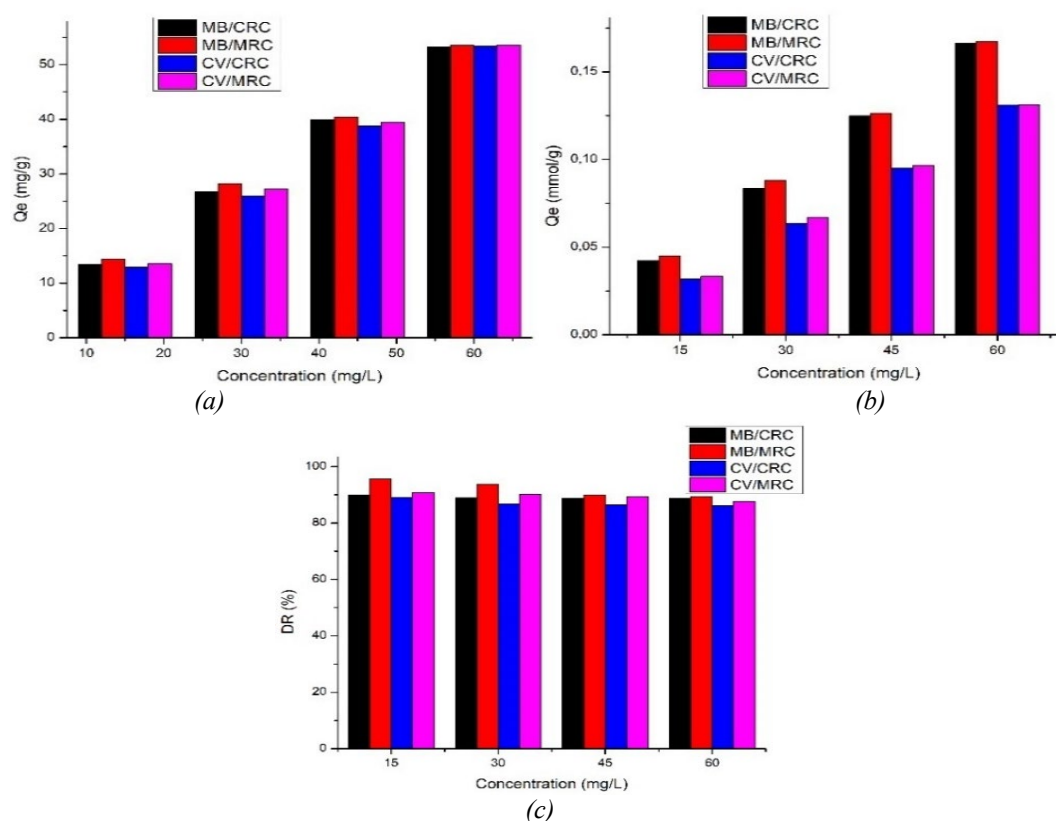 MB/CRC
MB/MRC
CV/CRC
CV/MRC
50
40
30
20
10
0
Qe (mg/g)
10 20 30 40 50 60
Concentration (mg/L)
(a)
MB/CRC
MB/MRC
CV/CRC
CV/MRC
0,15
0,10
0,05
0,00
Qe (mmol/g)
15 30 45 60
Concentration (mg/L)
(b)
MB/CRC
MB/MRC
CV/CRC
CV/MRC
100
80
60
40
20
0
DR (%)
15 30 45 60
Concentration (mg/L)
(c)